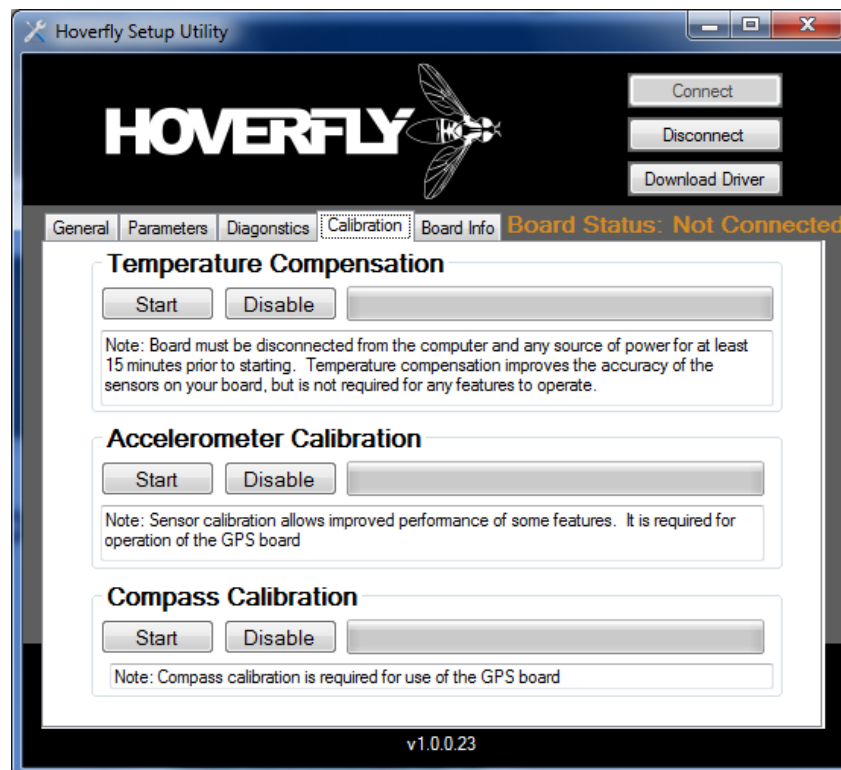 Hoverfly Setup Utility
HOVERFLY
Connect
Disconnect
Download Driver
General Parameters Diagonstics Calibration Board Info Board Status: Not Connected
Temperature Compensation
Start Disable
Note: Board must be disconnected from the computer and any source of power for at least
15 minutes prior to starting. Temperature compensation improves the accuracy of the
sensors on your board, but is not required for any features to operate.
Accelerometer Calibration
Start Disable
Note: Sensor calibration allows improved performance of some features. It is required for
operation of the GPS board
Compass Calibration
Start Disable
Note: Compass calibration is required for use of the GPS board
v1.0.0.23